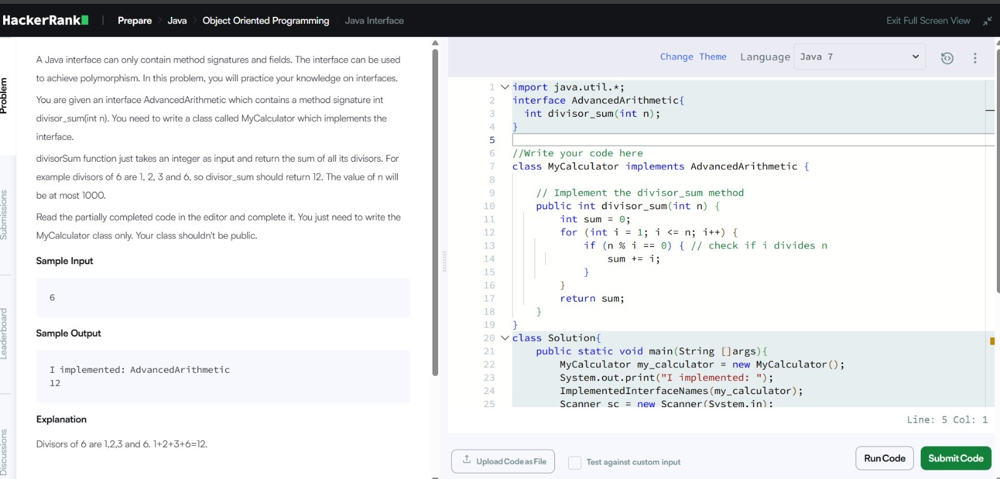 HackerRank
Prepare
Java
Object Oriented Programming
Java Interface
Exit Full Screen View
Problem
Submissions
Leaderboard
Discussions
A Java interface can only contain method signatures and fields. The interface can be used
to achieve polymorphism. In this problem, you will practice your knowledge on interfaces.
You are given an interface AdvancedArithmetic which contains a method signature int
divisor_sum(int n). You need to write a class called MyCalculator which implements the
interface.
divisorSum function just takes an integer as input and return the sum of all its divisors. For
example divisors of 6 are 1, 2, 3 and 6, so divisor_sum should return 12. The value of n will
be at most 1000.
Read the partially completed code in the editor and complete it. You just need to write the
MyCalculator class only. Your class shouldn't be public.
Sample Input
6
Sample Output
I implemented: AdvancedArithmetic
12
Explanation
Divisors of 6 are 1,2,3 and 6. 1+2+3+6=12.
Change Theme
Language
Java 7
1 import java.util.*;
2 interface AdvancedArithmetic{
3   int divisor_sum(int n);
4 }
5
6 //Write your code here
7 class MyCalculator implements AdvancedArithmetic {
8
9     // Implement the divisor_sum method
10     public int divisor_sum(int n) {
11         int sum = 0;
12         for (int i = 1; i <= n; i++) {
13             if (n % i == 0) { // check if i divides n
14                 sum += i;
15             }
16         }
17         return sum;
18     }
19 }
20 class Solution{
21     public static void main(String []args){
22         MyCalculator my_calculator = new MyCalculator();
23         System.out.print("I implemented: ");
24         ImplementedInterfaceNames(my_calculator);
25         Scanner sc = new Scanner(System.in);
Line: 5 Col: 1
Upload Code as File
Test against custom input
Run Code
Submit Code